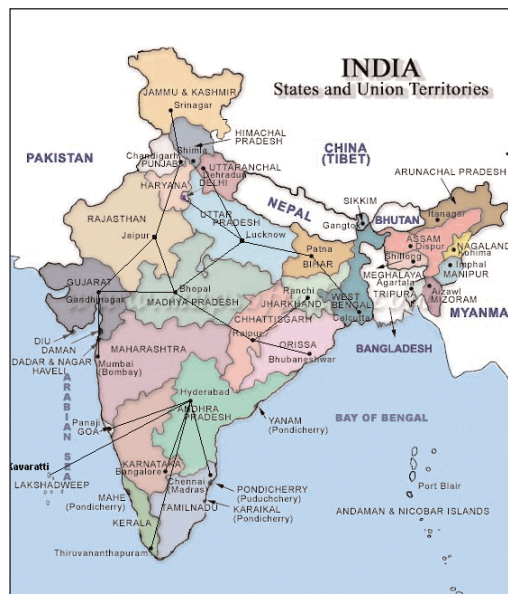 INDIA
States and Union Territories
JAMMU & KASHMIR
Srinagar
HIMACHAL
PRADESH
Shimla
Chandigarh
PUNJAB
UTTARANCHAL
Dehradun
HARYANA
DELHI
PAKISTAN
CHINA
(TIBET)
ARUNACHAL PRADESH
NEPAL
SIKKIM
BHUTAN
Gangtok
Itanagar
RAJASTHAN
Jaipur
UTTAR
PRADESH
Lucknow
ASSAM
Dispur
NAGALAND
Kohima
Shillong
MEGHALAYA
Imphal
MANIPUR
Agartala
TRIPURA
Aizawl
MIZORAM
Patna
BIHAR
Ranchi
JHARKHAND
WEST
BENGAL
Calcutta
GUJARAT
Gandhinagar
Bhopal
MADHYA PRADESH
CHHATTISGARH
Raipur
ORISSA
Bhubaneshwar
BANGLADESH
MYANMA
DIU
DAMAN
DADAR & NAGAR
HAVELI
MAHARASHTRA
Mumbai
(Bombay)
ARABIAN SEA
Hyderabad
ANDHRA
PRADESH
YANAM
(Pondicherry)
BAY OF BENGAL
Panaji
GOA
KARNATAKA
Bangalore
Chennai
(Madras)
Kavaratti
LAKSHADWEEP
MAHE
(Pondicherry)
KERALA
TAMILNADU
PONDICHERRY
(Puduchery)
KARAIKAL
(Pondicherry)
Thiruvananthapuram
Port Blair
ANDAMAN & NICOBAR ISLANDS